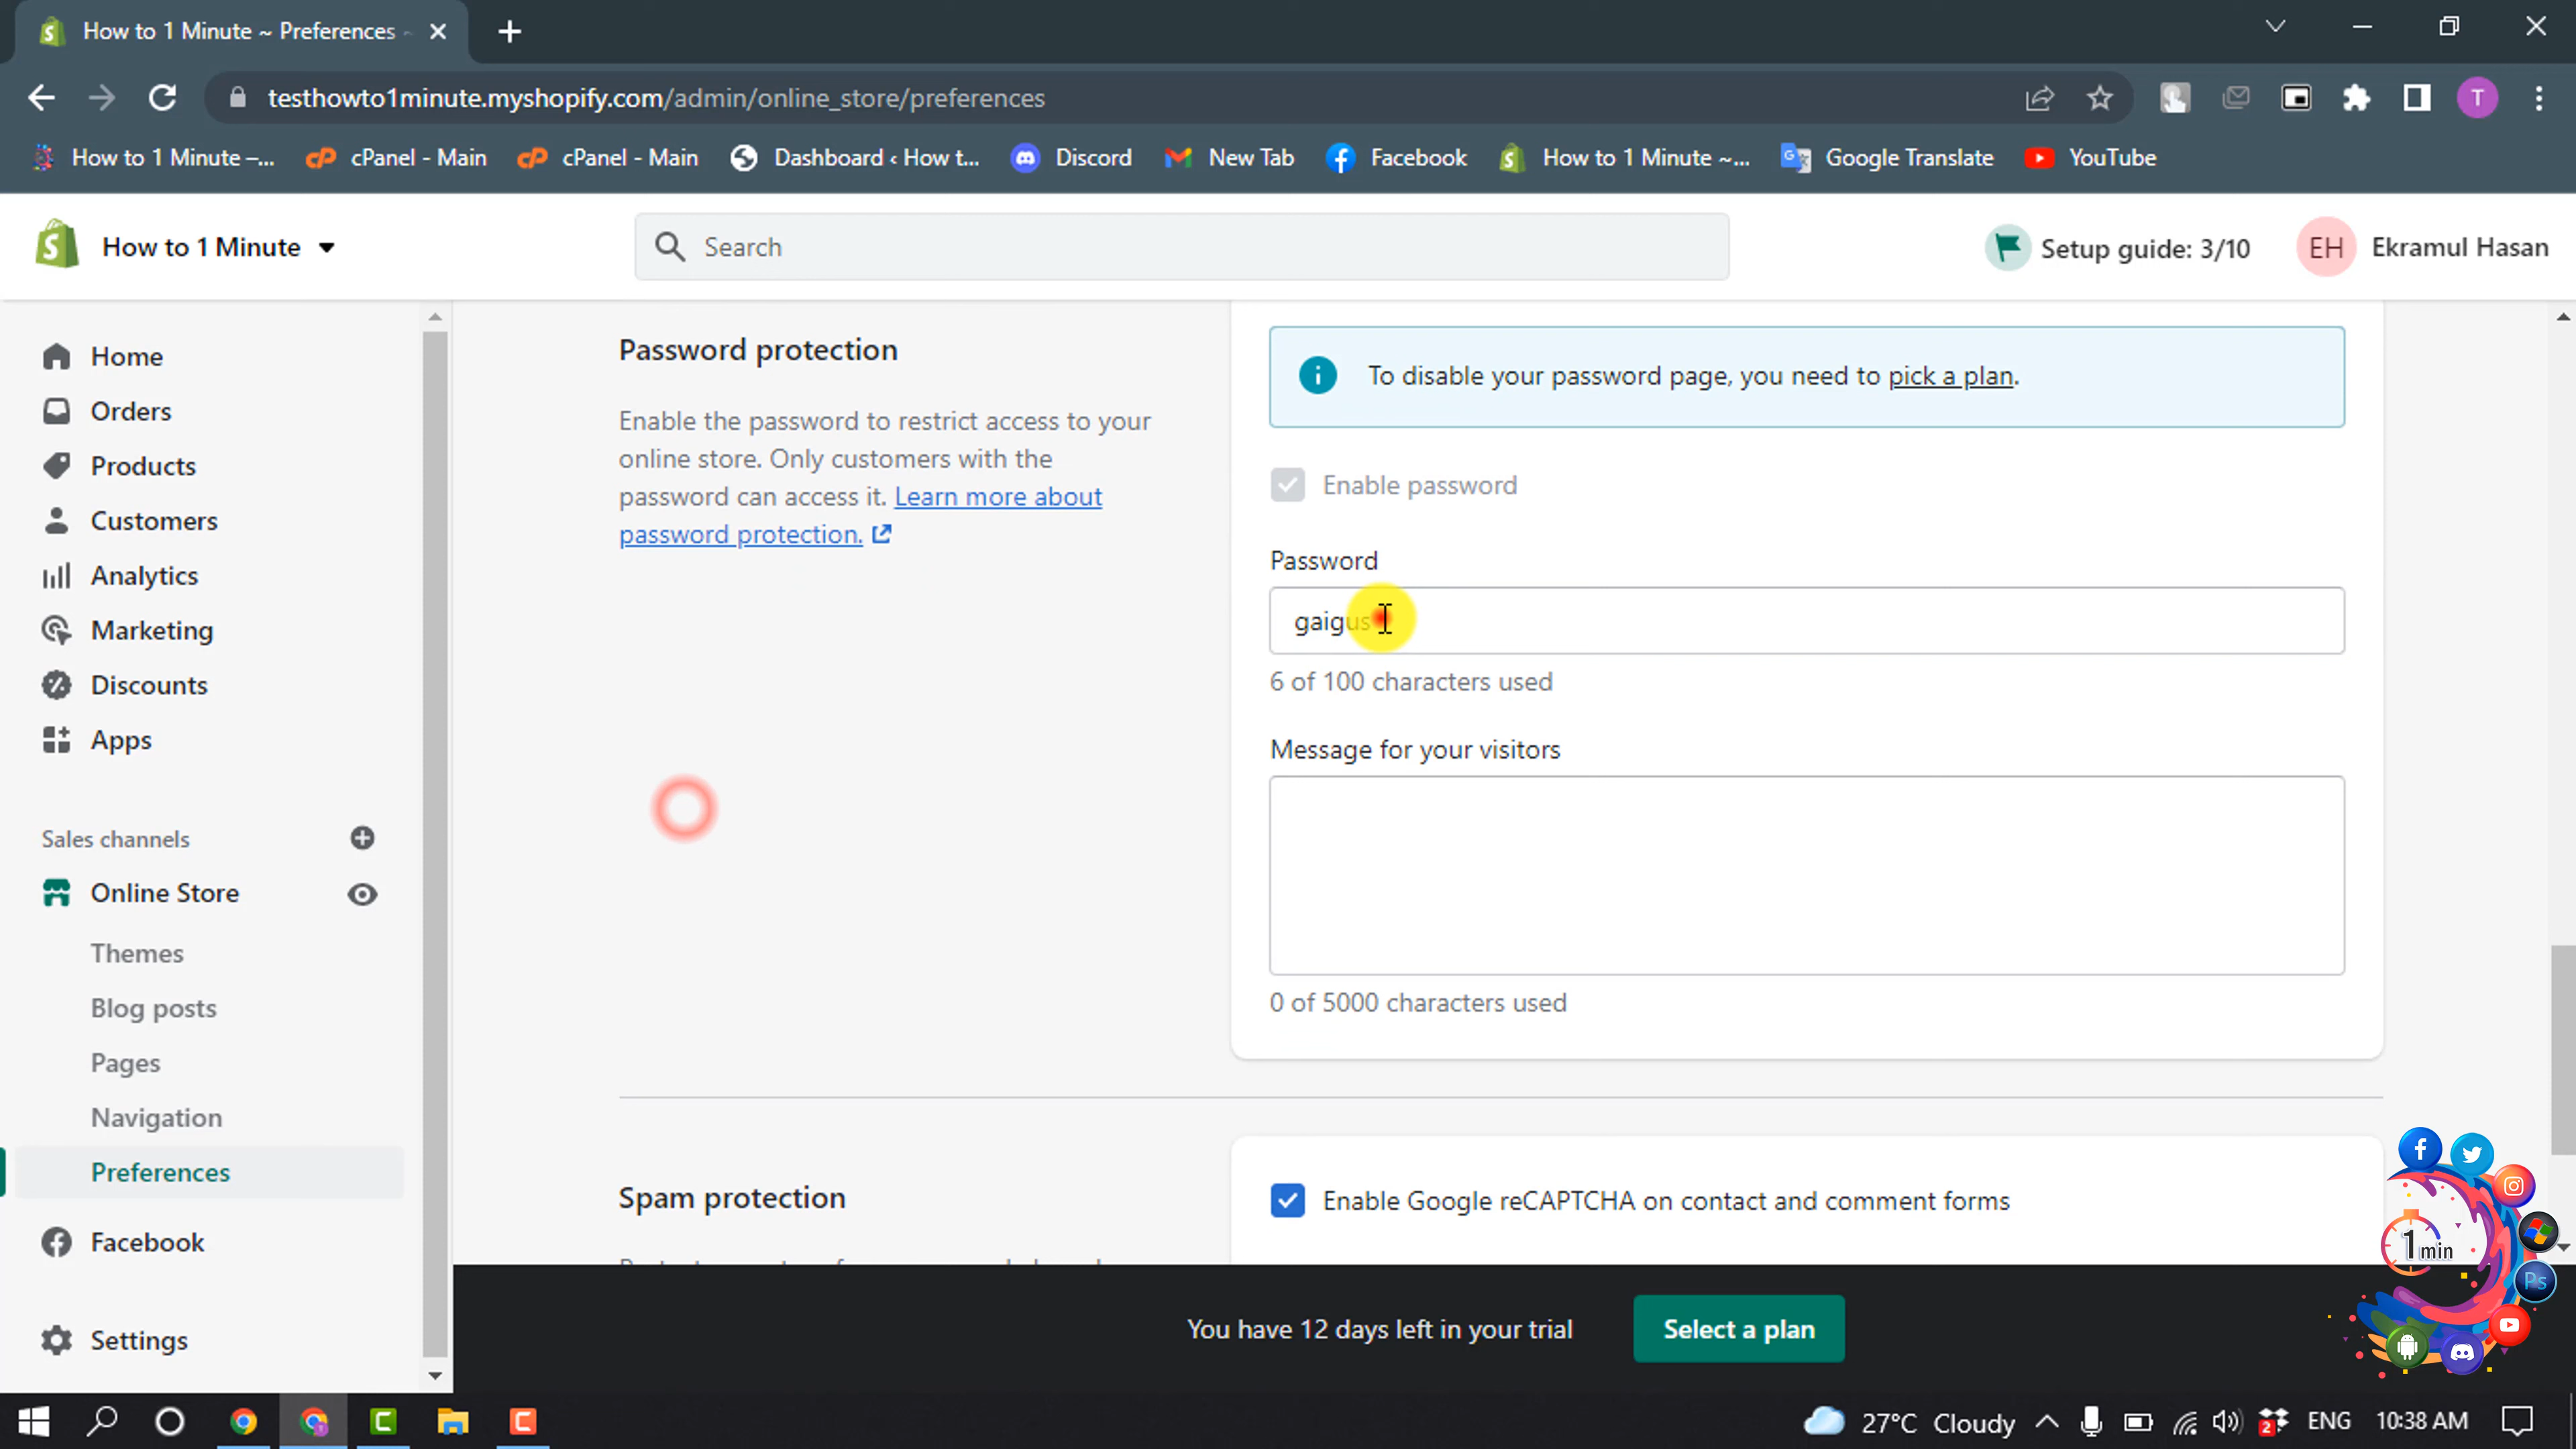 How to 1 Minute ~ Preferences ~
testhowto1minute.myshopify.com/admin/online_store/preferences
T
How to 1 Minute –...
cPanel - Main
cPanel - Main
Dashboard ‹ How t...
Discord
New Tab
Facebook
How to 1 Minute ~...
Google Translate
YouTube
How to 1 Minute
Search
Setup guide: 3/10
EH
Ekramul Hasan
Home
Orders
Products
Customers
Analytics
Marketing
Discounts
Apps
Sales channels
Online Store
Themes
Blog posts
Pages
Navigation
Preferences
Facebook
Settings
Password protection
Enable the password to restrict access to your
online store. Only customers with the
password can access it. Learn more about
password protection.
To disable your password page, you need to pick a plan.
Enable password
Password
gaigus
6 of 100 characters used
Message for your visitors
0 of 5000 characters used
Spam protection
Enable Google reCAPTCHA on contact and comment forms
You have 12 days left in your trial
Select a plan
1 min
Ps
27°C Cloudy
2
ENG
10:38 AM